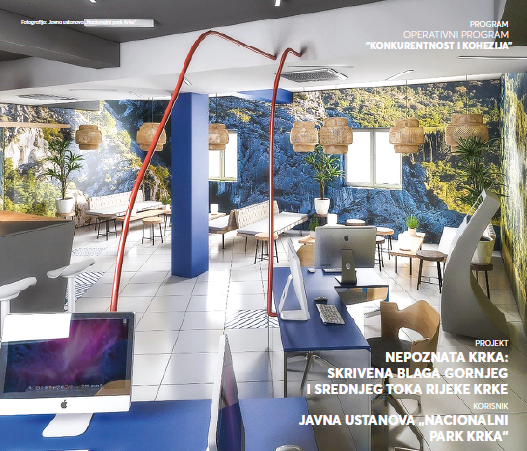 Fotografija: Javna ustanova „Nacionalni park Krka“
PROGRAM
OPERATIVNI PROGRAM
"KONKURENTNOST I KOHEZIJA"
PROJEKT
NEPOZNATA KRKA:
SKRIVENA BLAGA GORNJEG
I SREDNJEG TOKA RIJEKE KRKE
KORISNIK
JAVNA USTANOVA „NACIONALNI
PARK KRKA“